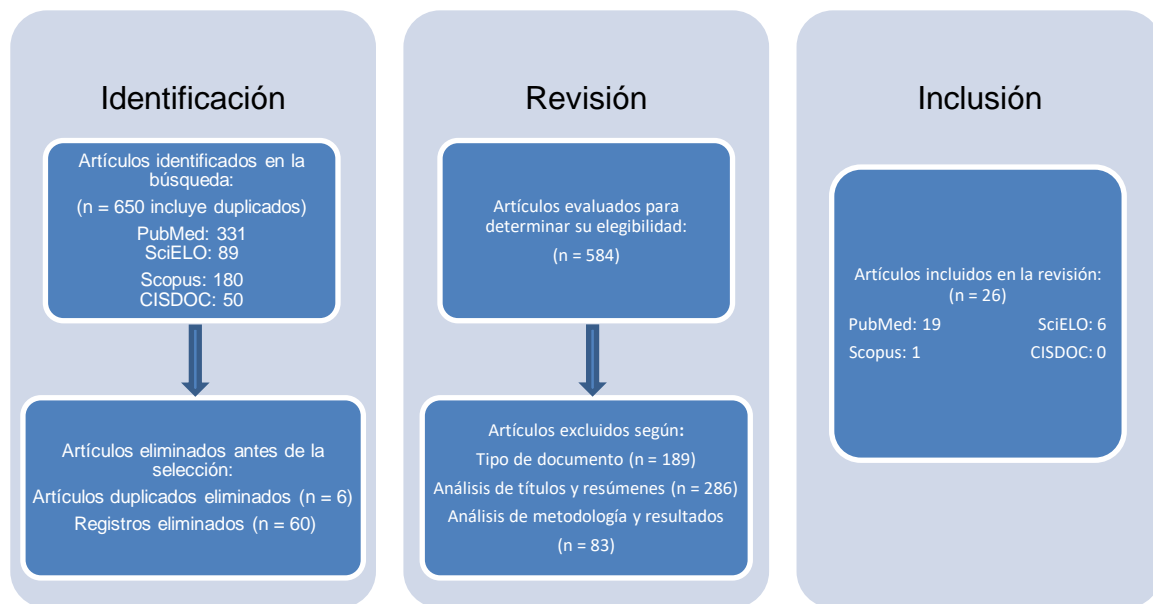 Identificación
Artículos identificados en la
búsqueda:
(n = 650 incluye duplicados)
PubMed: 331
SciELO: 89
Scopus: 180
CISDOC: 50
Artículos eliminados antes de la
selección:
Artículos duplicados eliminados (n = 6)
Registros eliminados (n = 60)
Revisión
Artículos evaluados para
determinar su elegibilidad:
(n = 584)
Artículos excluidos según:
Tipo de documento (n = 189)
Análisis de títulos y resúmenes (n = 286)
Análisis de metodología y resultados
(n = 83)
Inclusión
Artículos incluidos en la revisión:
(n = 26)
PubMed: 19 SciELO: 6
Scopus: 1 CISDOC: 0